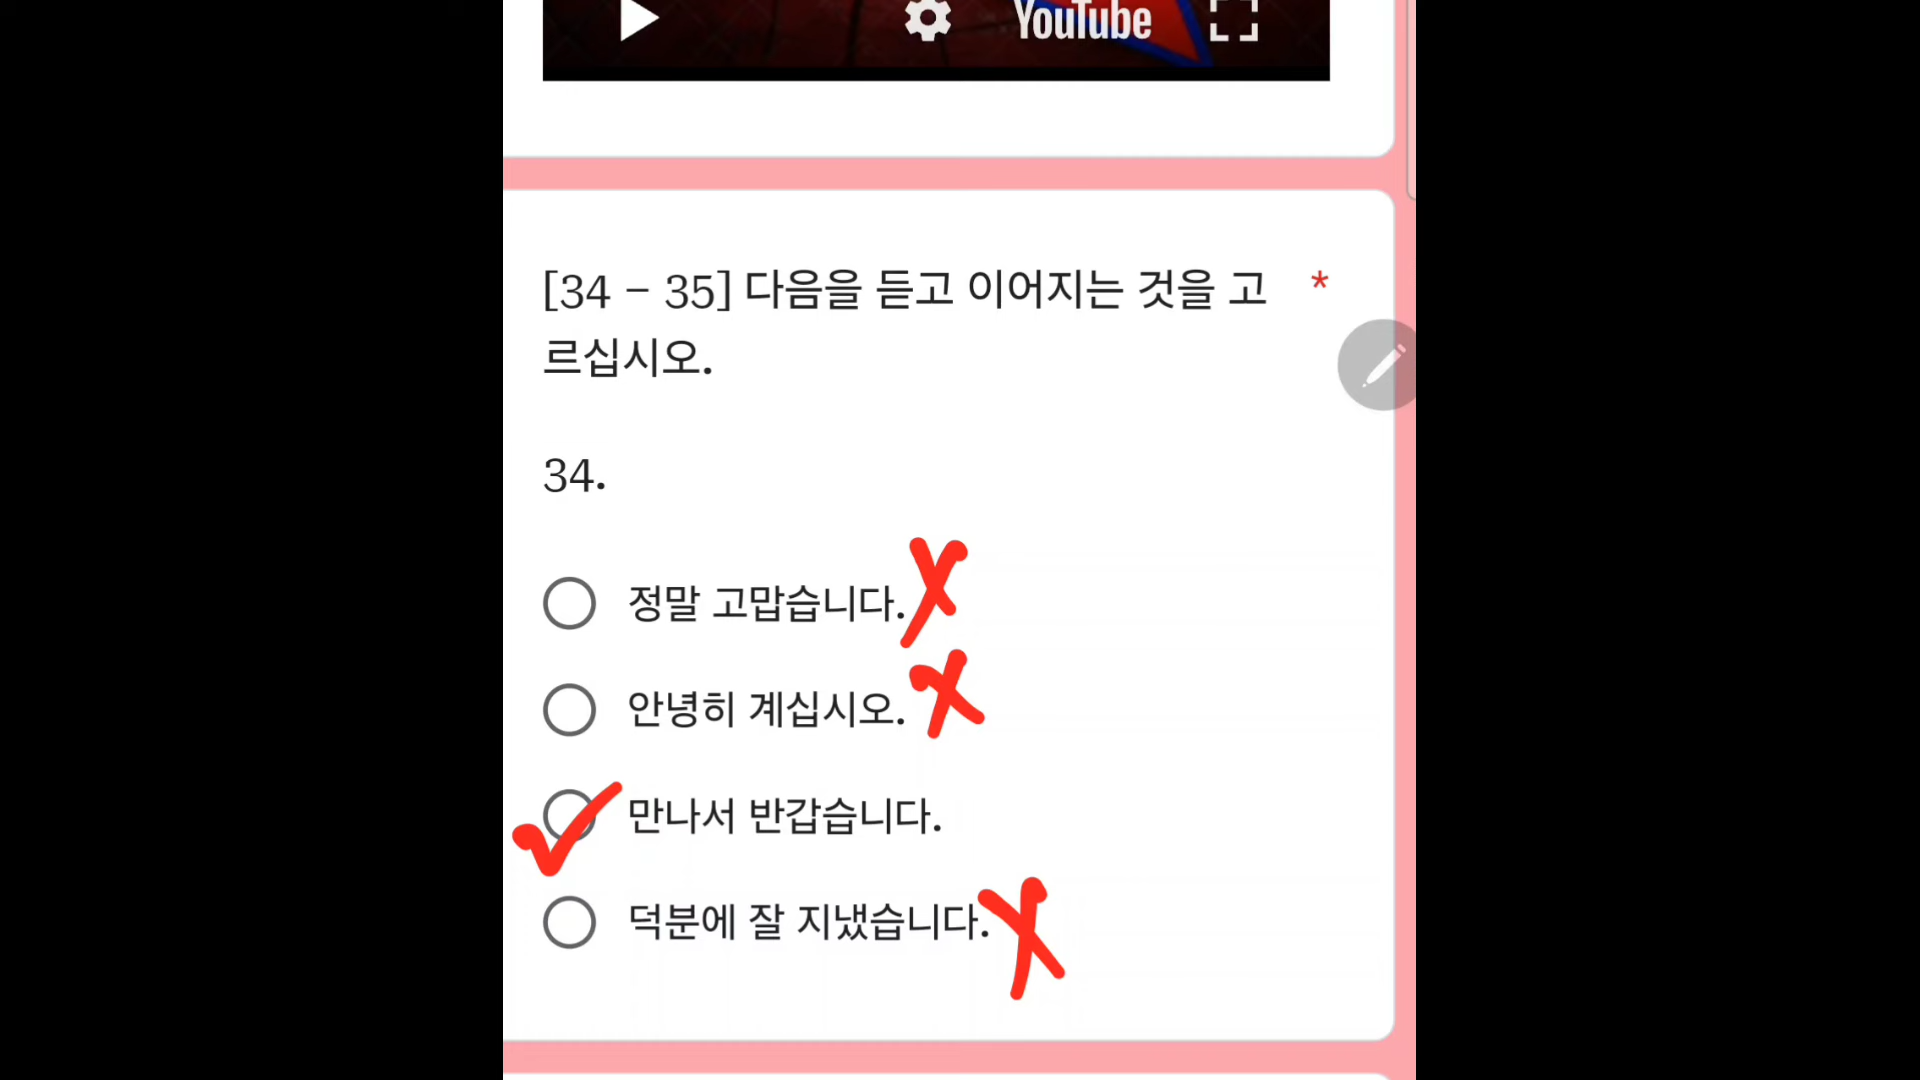 YouTube
[34 – 35] 다음을 듣고 이어지는 것을 고 *
르십시오.
34.
정말 고맙습니다.
안녕히 계십시오.
만나서 반갑습니다.
덕분에 잘 지냈습니다.